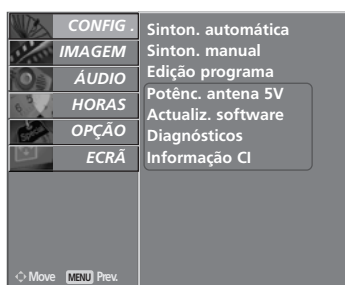 CONFIG .
IMAGEM
ÁUDIO
HORAS
OPÇÃO
ECRÃ
Sinton. automática
Sinton. manual
Edição programa
Potênc. antena 5V
Actualiz. software
Diagnósticos
Informação CI
Move MENU Prev.